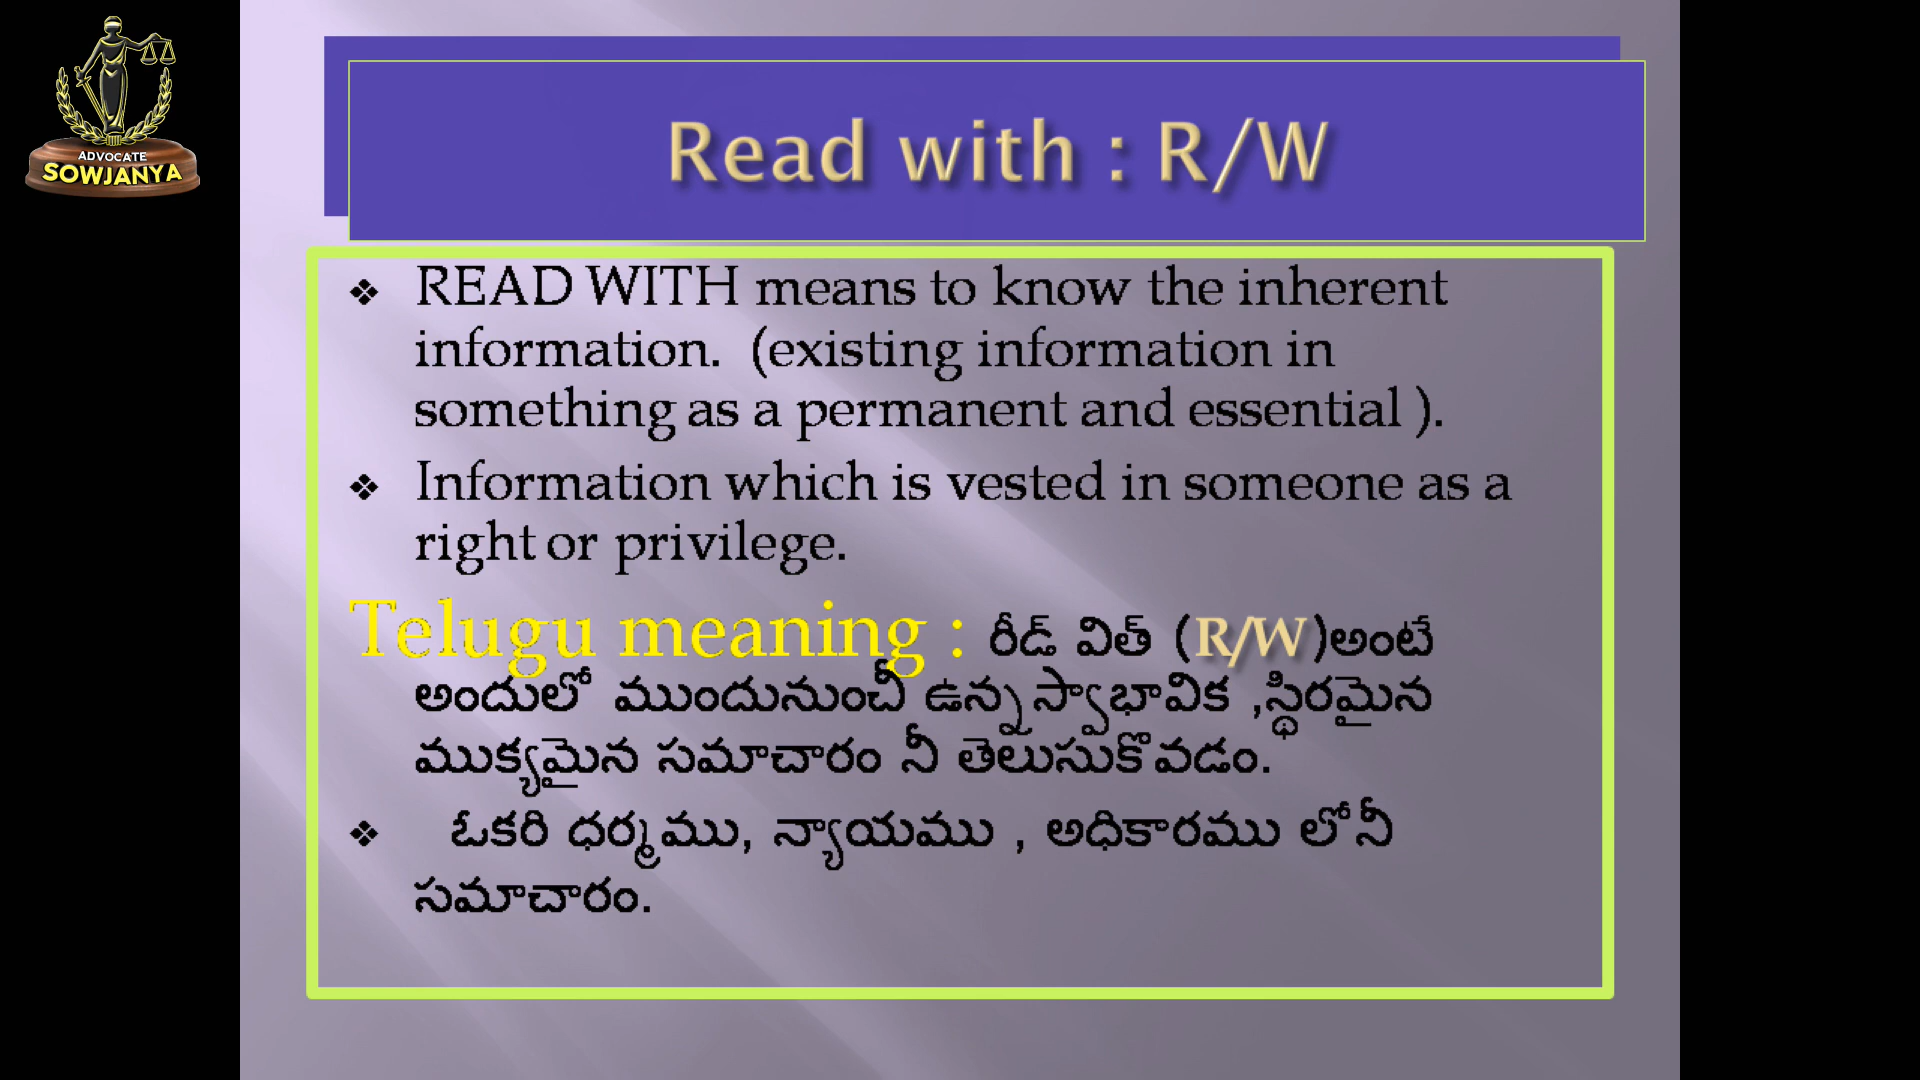 ADVOCATE
SOWJANYA
Read with : R/W
❖ READ WITH means to know the inherent
information. (existing information in
something as a permanent and essential ).
❖ Information which is vested in someone as a
right or privilege.
Telugu meaning : రీడ్ విత్ (R/W)అంటే
అందులో ముందునుంచీ ఉన్న స్వాభావిక ,స్థిరమైన
ముక్యమైన సమాచారం నీ తెలుసుకొవడం.
❖ ఓకరి ధర్మము, న్యాయము , అధికారము లోనీ
సమాచారం.